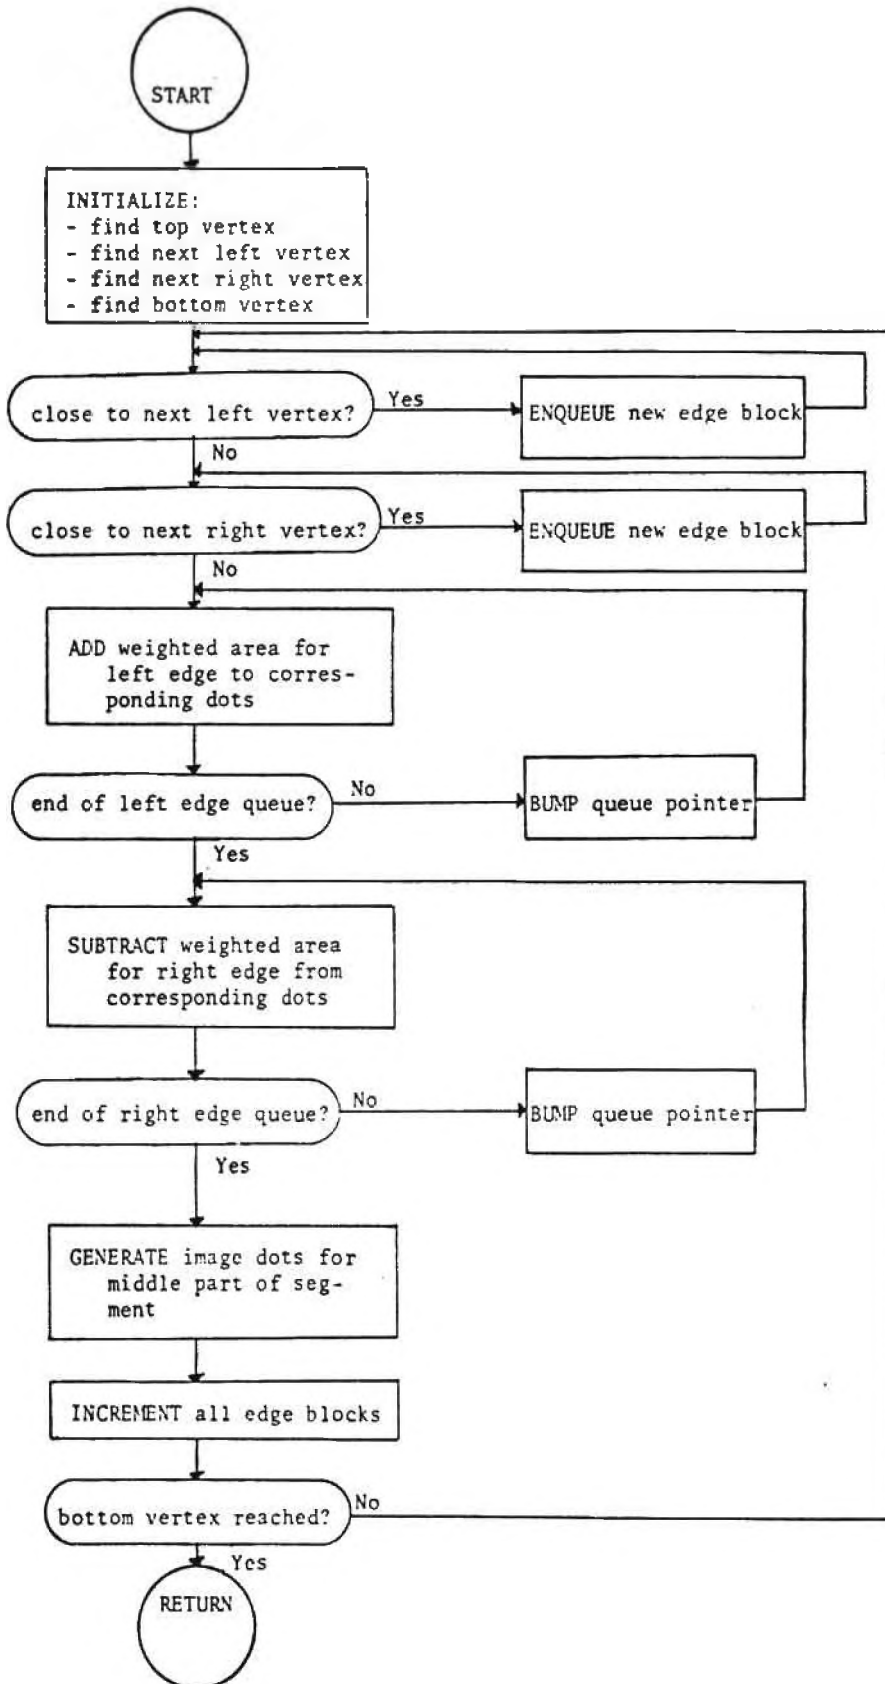 START
INITIALIZE:
- find top vertex
- find next left vertex
- find next right vertex
- find bottom vertex
close to next left vertex?
Yes
ENQUEUE new edge block
No
close to next right vertex?
Yes
ENQUEUE new edge block
No
ADD weighted area for
left edge to corres-
ponding dots
end of left edge queue?
No
BUMP queue pointer
Yes
SUBTRACT weighted area
for right edge from
corresponding dots
end of right edge queue?
No
BUMP queue pointer
Yes
GENERATE image dots for
middle part of seg-
ment
INCREMENT all edge blocks
bottom vertex reached?
No
Yes
RETURN